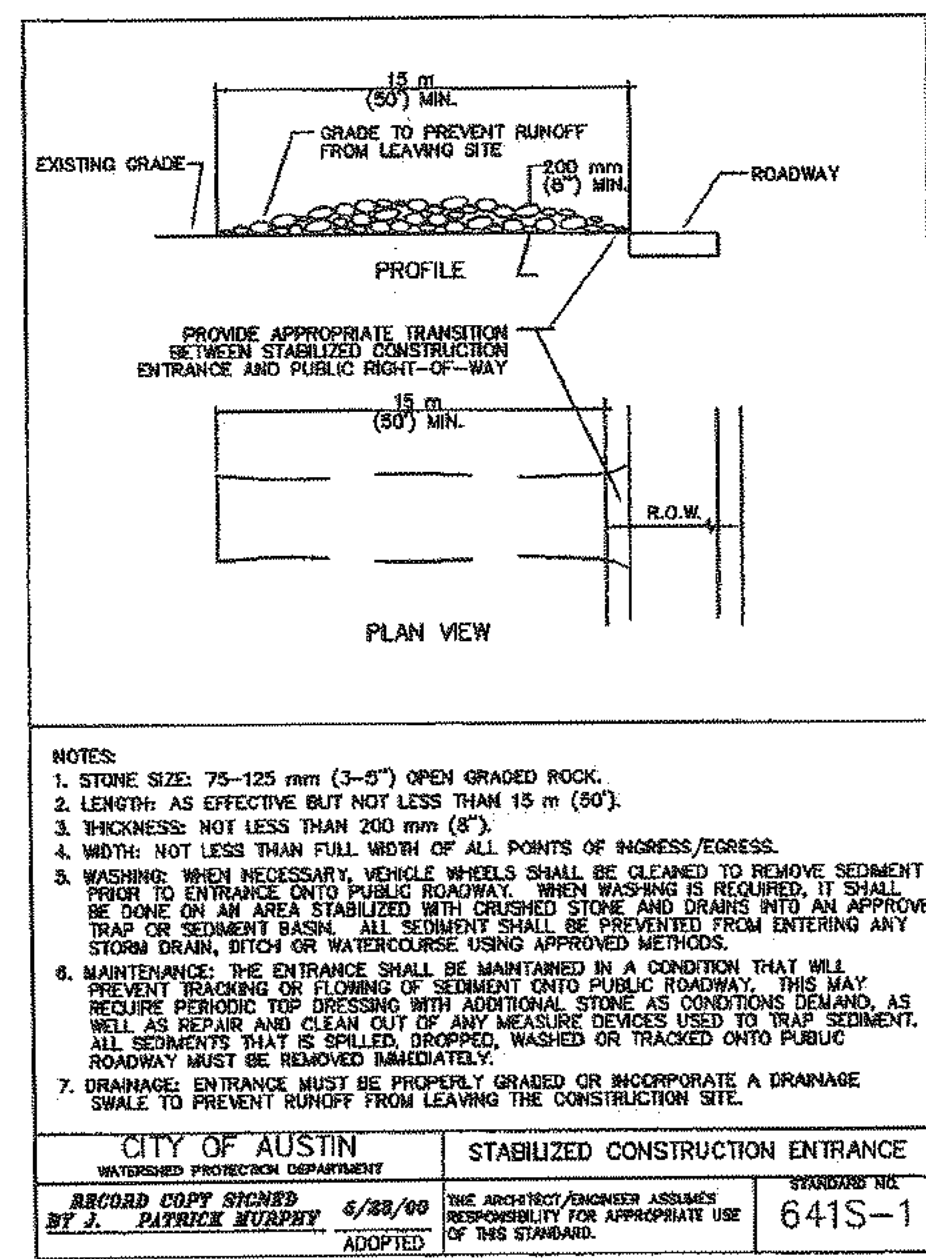 15 m
(50') MIN.
GRADE TO PREVENT RUNOFF
FROM LEAVING SITE
EXISTING GRADE
200 mm
(8") MIN.
ROADWAY
PROFILE
PROVIDE APPROPRIATE TRANSITION
BETWEEN STABILIZED CONSTRUCTION
ENTRANCE AND PUBLIC RIGHT-OF-WAY
15 m
(50') MIN.
R.O.W.
PLAN VIEW
NOTES:
1. STONE SIZE: 75-125 mm (3-5") OPEN GRADED ROCK.
2. LENGTH: AS EFFECTIVE BUT NOT LESS THAN 15 m (50').
3. THICKNESS: NOT LESS THAN 200 mm (8").
4. WIDTH: NOT LESS THAN FULL WIDTH OF ALL POINTS OF INGRESS/EGRESS.
5. WASHING: WHEN NECESSARY, VEHICLE WHEELS SHALL BE CLEANED TO REMOVE SEDIMENT
PRIOR TO ENTRANCE ONTO PUBLIC ROADWAY. WHEN WASHING IS REQUIRED, IT SHALL
BE DONE ON AN AREA STABILIZED WITH CRUSHED STONE AND DRAINS INTO AN APPROVE
TRAP OR SEDIMENT BASIN. ALL SEDIMENT SHALL BE PREVENTED FROM ENTERING ANY
STORM DRAIN, DITCH OR WATERCOURSE USING APPROVED METHODS.
6. MAINTENANCE: THE ENTRANCE SHALL BE MAINTAINED IN A CONDITION THAT WILL
PREVENT TRACKING OR FLOWING OF SEDIMENT ONTO PUBLIC ROADWAY. THIS MAY
REQUIRE PERIODIC TOP DRESSING WITH ADDITIONAL STONE AS CONDITIONS DEMAND, AS
WELL AS REPAIR AND CLEAN OUT OF ANY MEASURE DEVICES USED TO TRAP SEDIMENT.
ALL SEDIMENTS THAT IS SPILLED, DROPPED, WASHED OR TRACKED ONTO PUBLIC
ROADWAY MUST BE REMOVED IMMEDIATELY.
7. DRAINAGE: ENTRANCE MUST BE PROPERLY GRADED OR INCORPORATE A DRAINAGE
SWALE TO PREVENT RUNOFF FROM LEAVING THE CONSTRUCTION SITE.
CITY OF AUSTIN
WATERSHED PROTECTION DEPARTMENT
STABILIZED CONSTRUCTION ENTRANCE
RECORD COPY SIGNED
BY J. PATRICK MURPHY
ADOPTED
THE ARCHITECT/ENGINEER ASSUMES
RESPONSIBILITY FOR APPROPRIATE USE
OF THIS STANDARD.
STANDARD NO.
641S-1